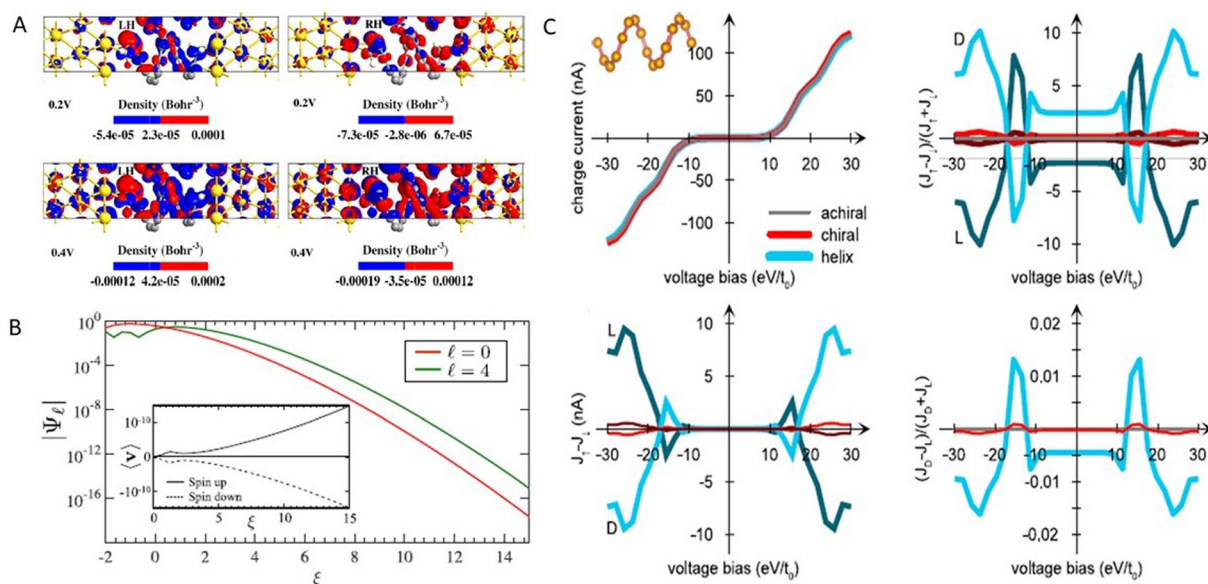 A
LH
RH
0.2V
Density (Bohr⁻³)
-5.4e-05 2.3e-05 0.0001
0.2V
Density (Bohr⁻³)
-7.3e-05 -2.8e-06 6.7e-05
LH
RH
0.4V
Density (Bohr⁻³)
-0.00012 4.2e-05 0.0002
0.4V
Density (Bohr⁻³)
-0.00019 -3.5e-05 0.00012
B
10⁰
10⁻⁴
10⁻⁸
10⁻¹²
10⁻¹⁶
|Ψ_ℓ|
ℓ = 0
ℓ = 4
10⁻¹⁰
0
-10⁻¹⁰
⟨v⟩
Spin up
Spin down
0 5 10 15
ξ
-2 0 2 4 6 8 10 12 14
ξ
C
charge current (nA)
100
50
-50
-100
-30 -20 -10 10 20 30
achiral
chiral
helix
voltage bias (eV/t₀)
(J↑-J↓)/(J↑+J↓)
D
L
10
5
-5
-10
-30 -20 -10 10 20 30
voltage bias (eV/t₀)
J↑-J↓ (nA)
L
D
10
5
-5
-10
-30 -20 -10 10 20 30
voltage bias (eV/t₀)
(J_D-J_L)/(J_D+J_L)
0.02
0.01
-0.01
-0.02
-30 -20 -10 10 20 30
voltage bias (eV/t₀)